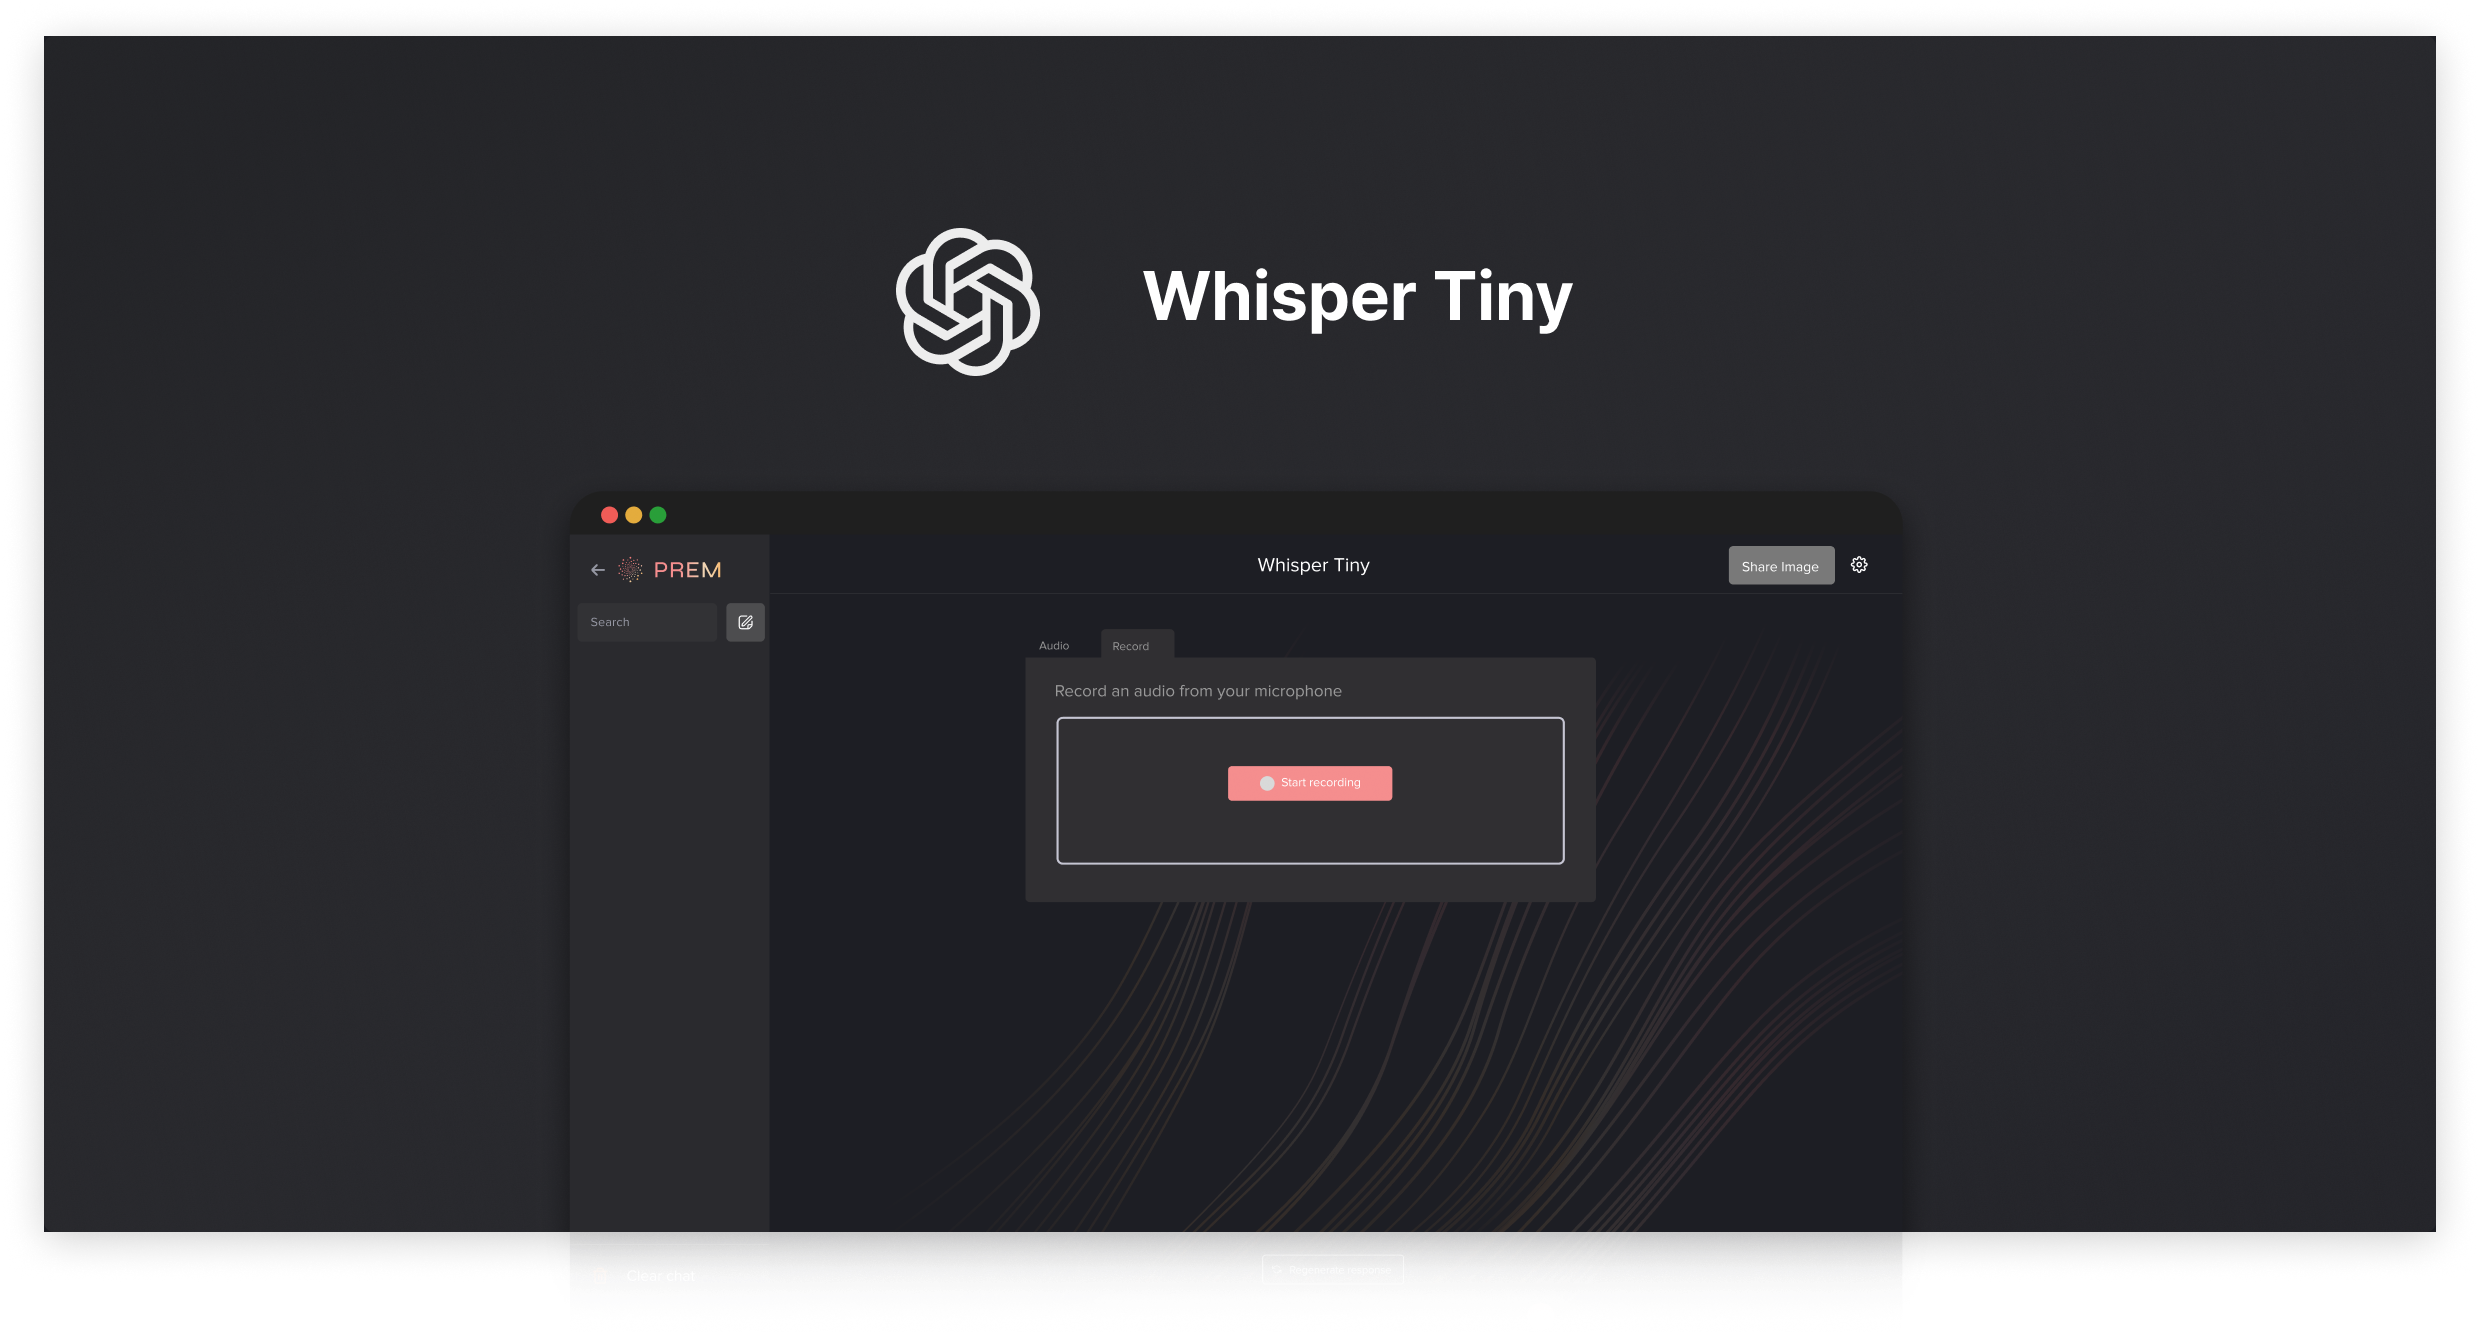 Whisper Tiny
PREM
Whisper Tiny
Share Image
Search
Audio
Record
Record an audio from your microphone
Start recording
Clear chat